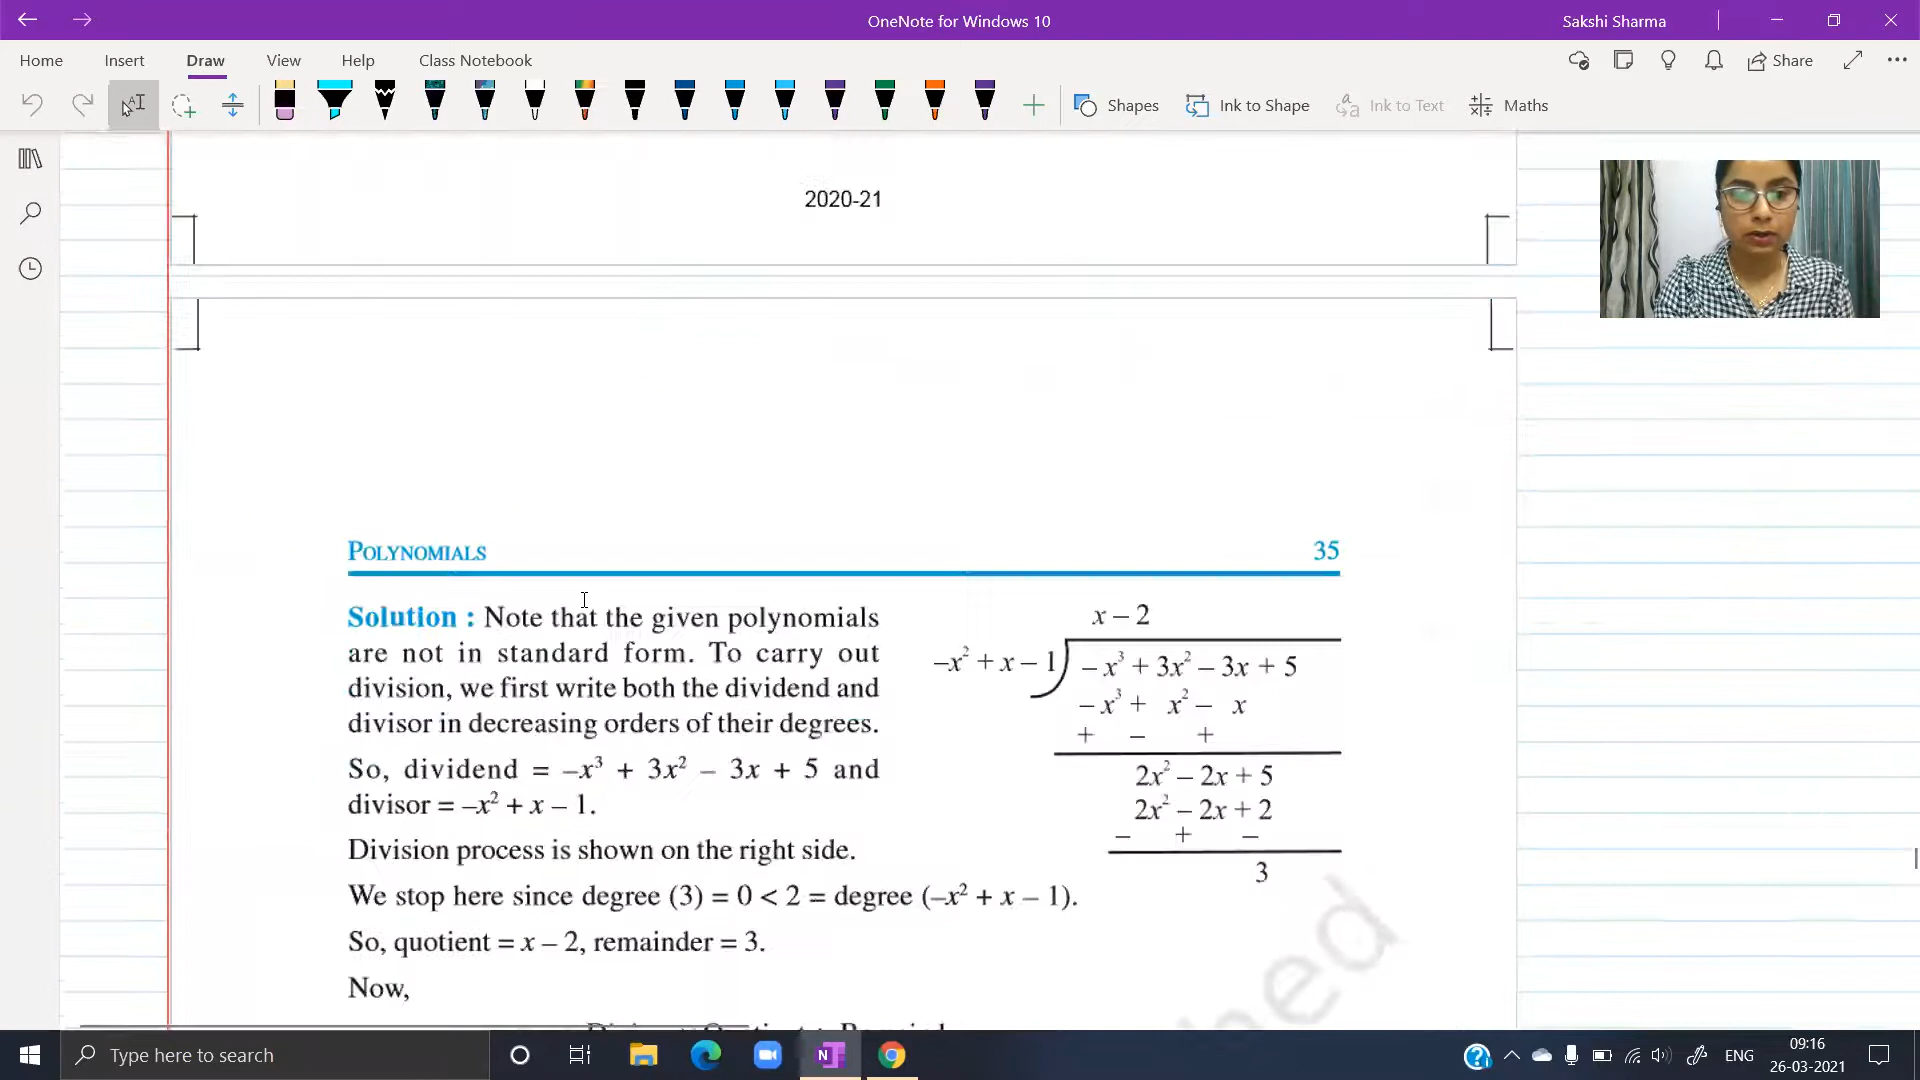 OneNote for Windows 10
Sakshi Sharma
Home Insert Draw View Help Class Notebook Share
Shapes Ink to Shape Ink to Text Maths
2020-21
POLYNOMIALS 35
Solution : Note that the given polynomials
are not in standard form. To carry out
division, we first write both the dividend and
divisor in decreasing orders of their degrees.
So, dividend = –x³ + 3x² – 3x + 5 and
divisor = –x² + x – 1.
Division process is shown on the right side.
We stop here since degree (3) = 0 < 2 = degree (–x² + x – 1).
So, quotient = x – 2, remainder = 3.
Now,
x – 2
–x² + x – 1 – x³ + 3x² – 3x + 5
– x³ + x² – x
+ – +
2x² – 2x + 5
2x² – 2x + 2
– + –
3
Type here to search
ENG
09:16
26-03-2021